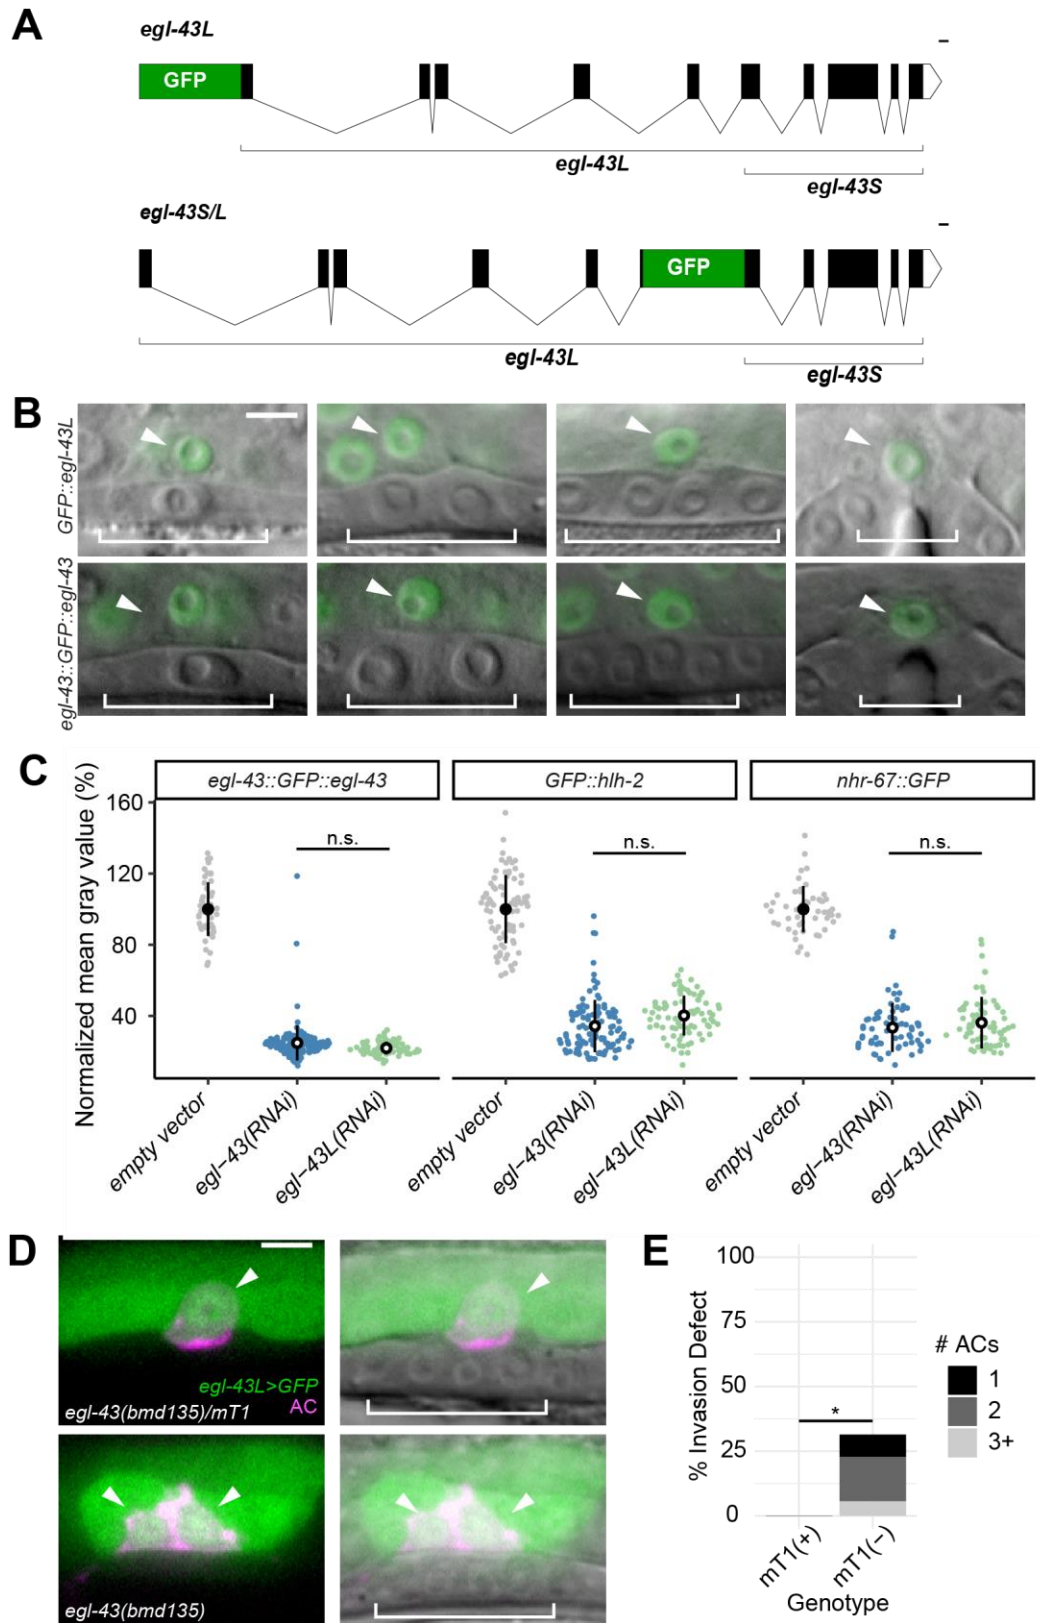 A
egl-43L
GFP
egl-43L
egl-43S
egl-43S/L
GFP
egl-43L
egl-43S
B
GFP::egl-43L
egl-43::GFP::egl-43
C
egl-43::GFP::egl-43
GFP::hlh-2
nhr-67::GFP
Normalized mean gray value (%)
160
120
80
40
n.s.
n.s.
n.s.
empty vector
egl−43(RNAi)
egl−43L(RNAi)
empty vector
egl−43(RNAi)
egl−43L(RNAi)
empty vector
egl−43(RNAi)
egl−43L(RNAi)
D
egl-43L>GFP
AC
egl-43(bmd135)/mT1
egl-43(bmd135)
E
% Invasion Defect
100
75
50
25
0
*
mT1(+)
mT1(−)
Genotype
# ACs
1
2
3+